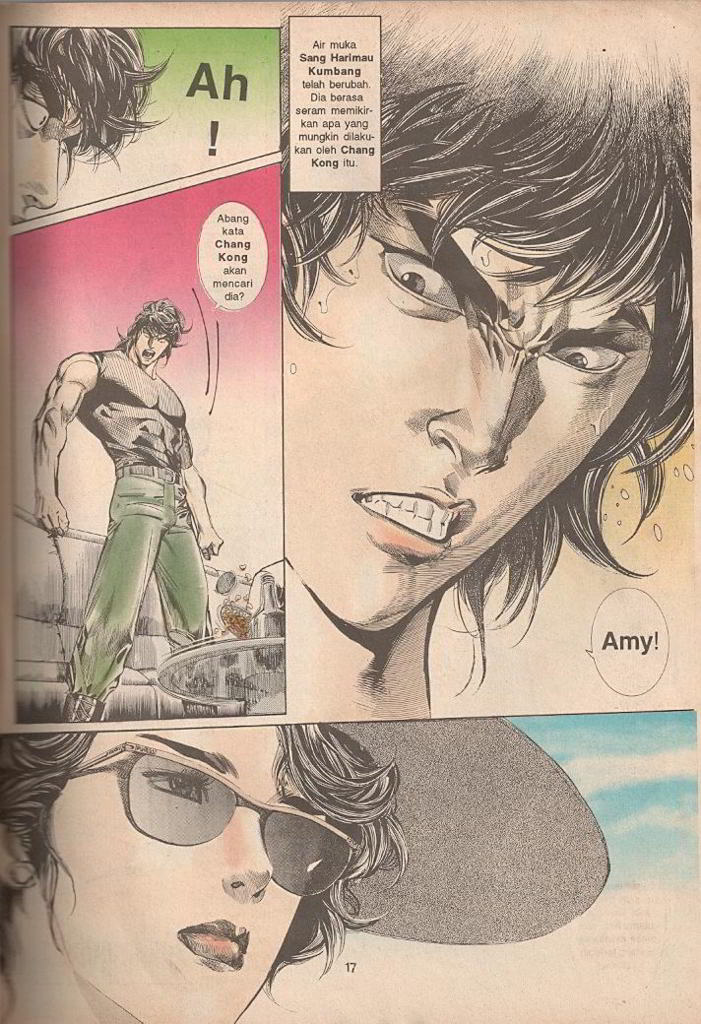 Ah
!
Air muka
Sang Harimau
Kumbang
telah berubah.
Dia berasa
seram memikir-
kan apa yang
mungkin dilaku-
kan oleh Chang
Kong itu.
Abang
kata
Chang
Kong
akan
mencari
dia?
Amy!
17